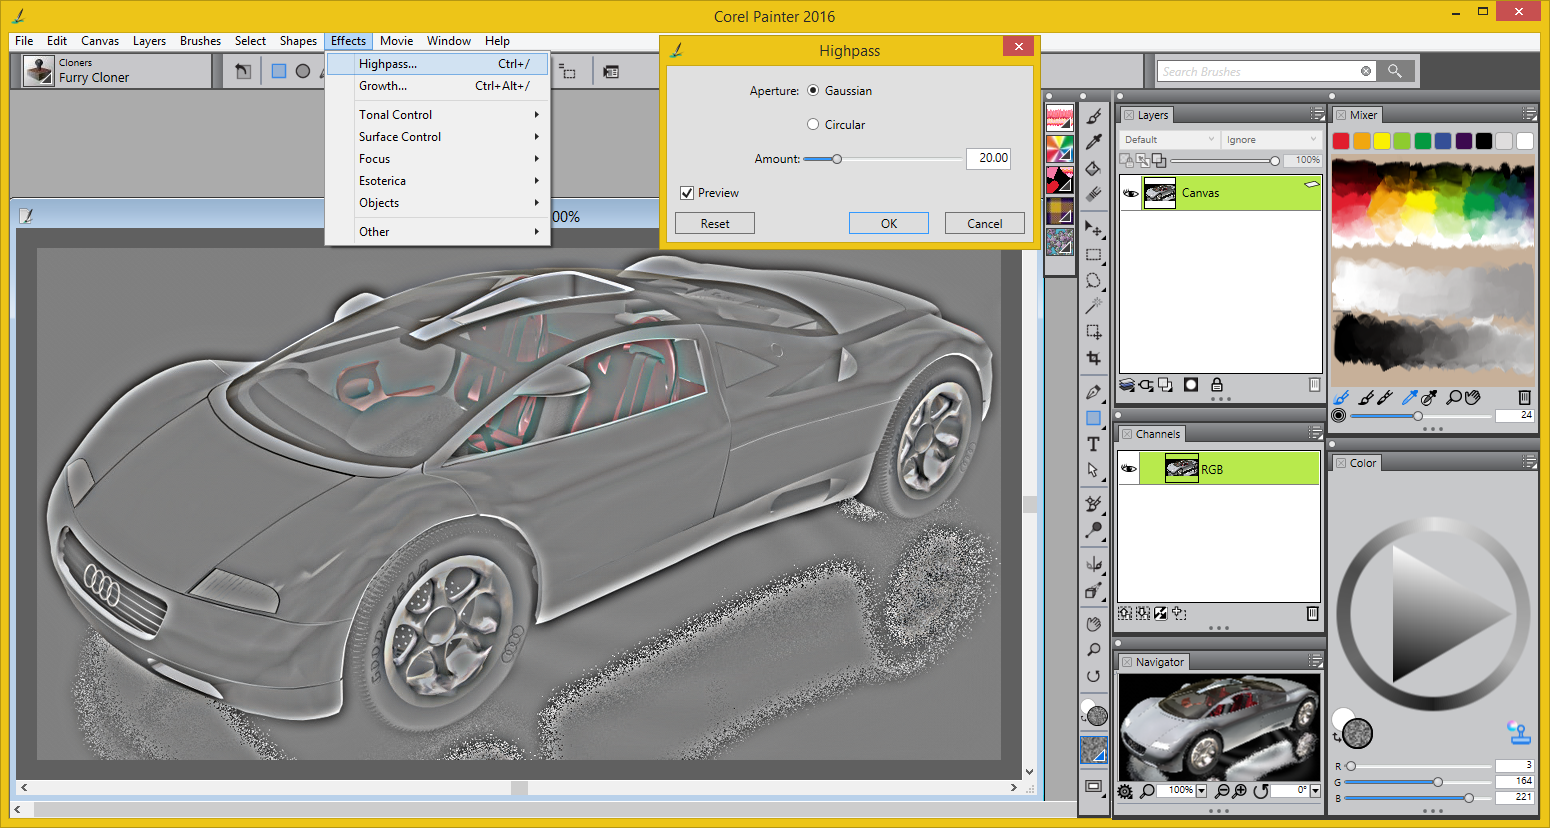 Corel Painter 2016
File Edit Canvas Layers Brushes Select Shapes Effects Movie Window Help
Cloners
Furry Cloner
Highpass... Ctrl+/
Growth... Ctrl+Alt+/
Tonal Control
Surface Control
Focus
Esoterica
Objects
Other
00%
Highpass
Aperture: Gaussian
Circular
Amount: 20.00
Preview
Reset OK Cancel
Search Brushes
Layers
Default Ignore
100%
Canvas
Channels
RGB
Navigator
100% 0°
Mixer
24
Color
R 3
G 164
B 221